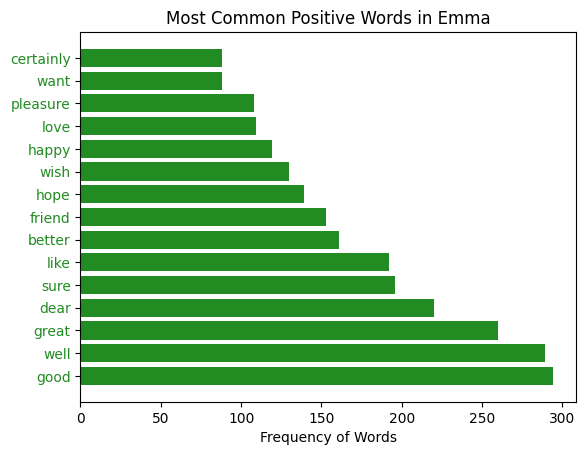 Most Common Positive Words in Emma
certainly
want
pleasure
love
happy
wish
hope
friend
better
like
sure
dear
great
well
good
0 50 100 150 200 250 300
Frequency of Words